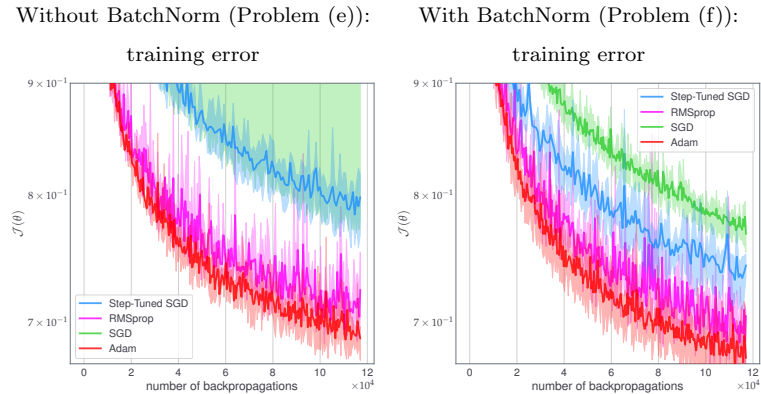 Without BatchNorm (Problem (e)):
training error
9 × 10⁻¹
8 × 10⁻¹
7 × 10⁻¹
𝒥(θ)
Step-Tuned SGD
RMSprop
SGD
Adam
0 2 4 6 8 10 12
×10⁴
number of backpropagations
With BatchNorm (Problem (f)):
training error
9 × 10⁻¹
8 × 10⁻¹
7 × 10⁻¹
𝒥(θ)
Step-Tuned SGD
RMSprop
SGD
Adam
0 2 4 6 8 10 12
×10⁴
number of backpropagations